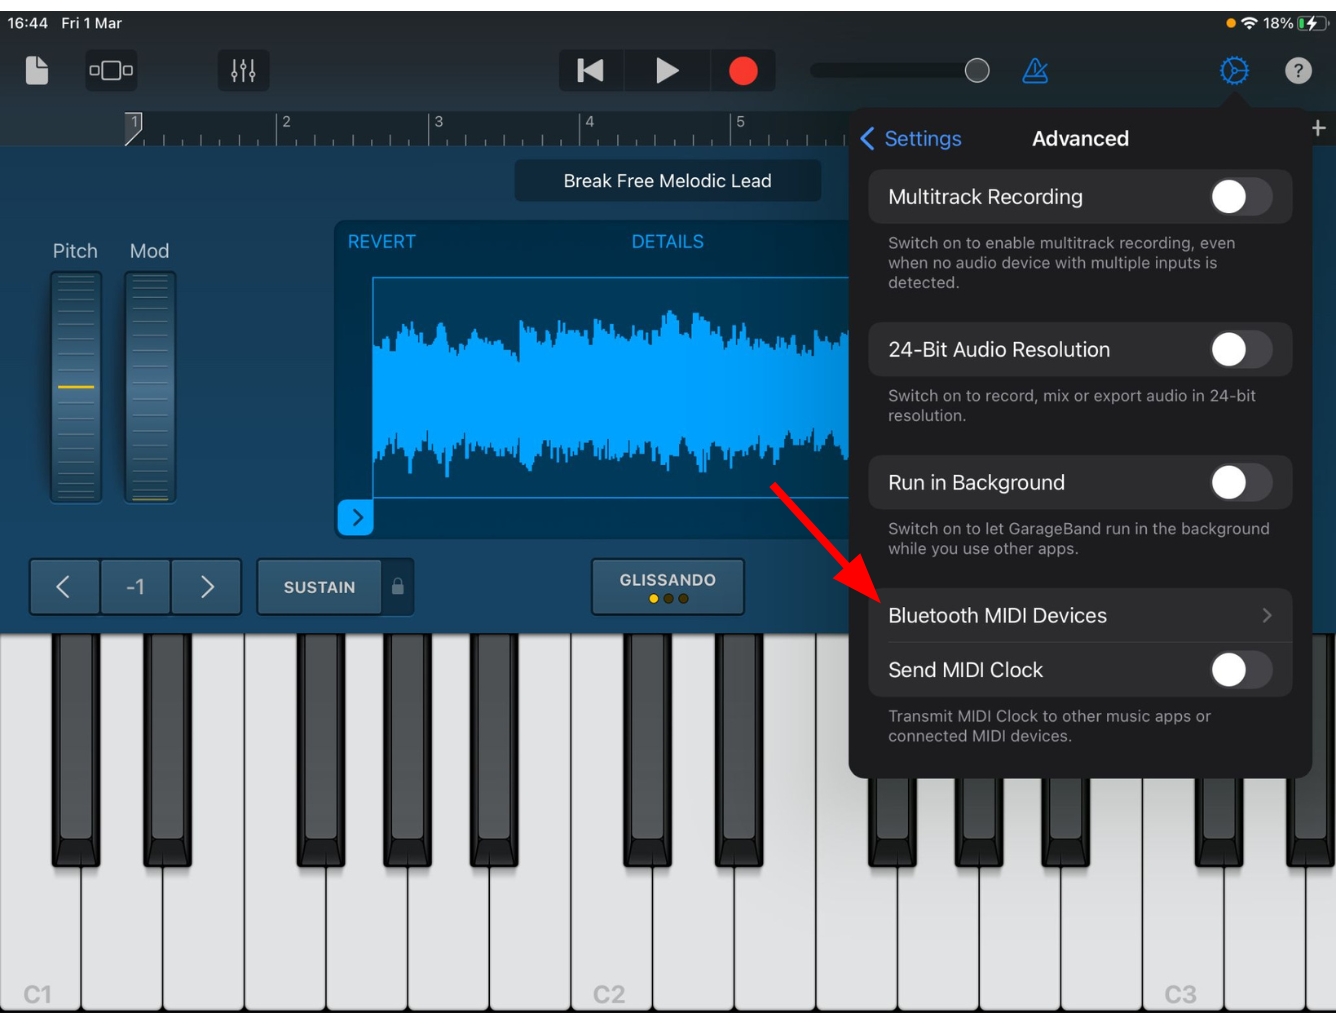 16:44 Fri 1 Mar
18%
?
1 2 3 4 5
+
Settings
Advanced
Break Free Melodic Lead
Multitrack Recording
Switch on to enable multitrack recording, even
when no audio device with multiple inputs is
detected.
Pitch Mod
REVERT DETAILS
24-Bit Audio Resolution
Switch on to record, mix or export audio in 24-bit
resolution.
Run in Background
Switch on to let GarageBand run in the background
while you use other apps.
-1
SUSTAIN
GLISSANDO
Bluetooth MIDI Devices
Send MIDI Clock
Transmit MIDI Clock to other music apps or
connected MIDI devices.
C1 C2 C3